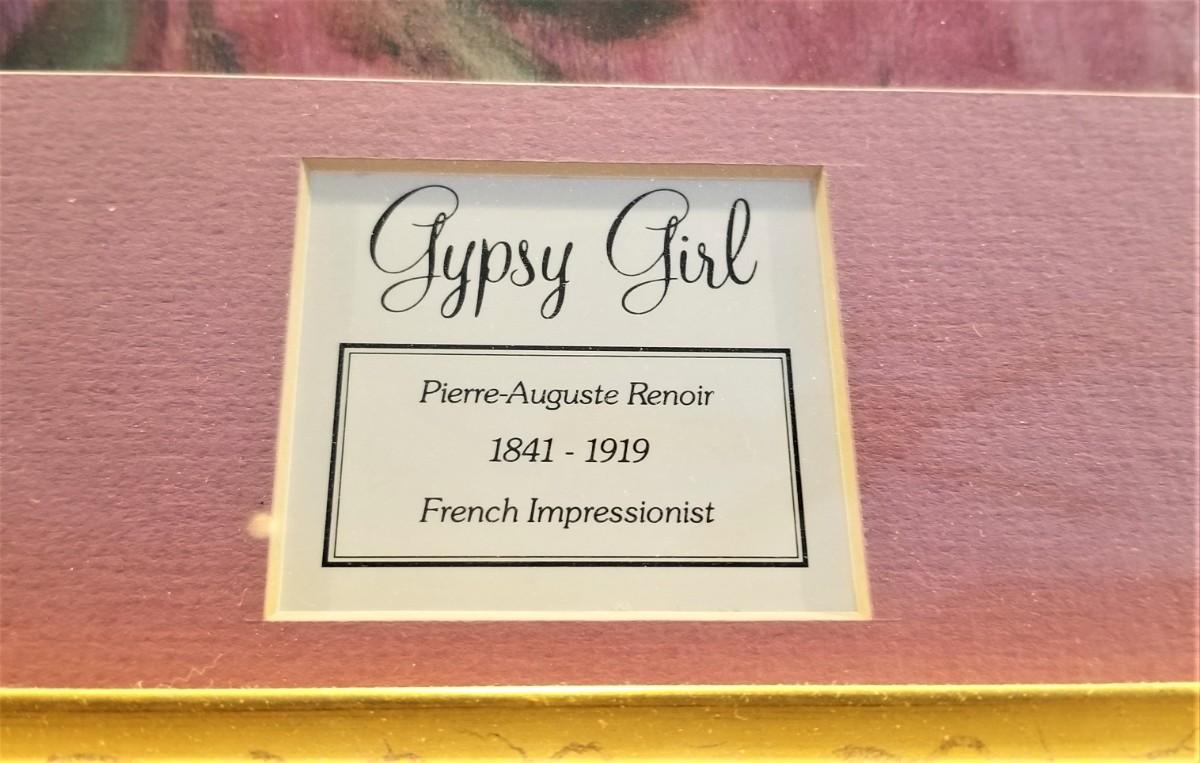 Gypsy Girl
Pierre-Auguste Renoir
1841 - 1919
French Impressionist